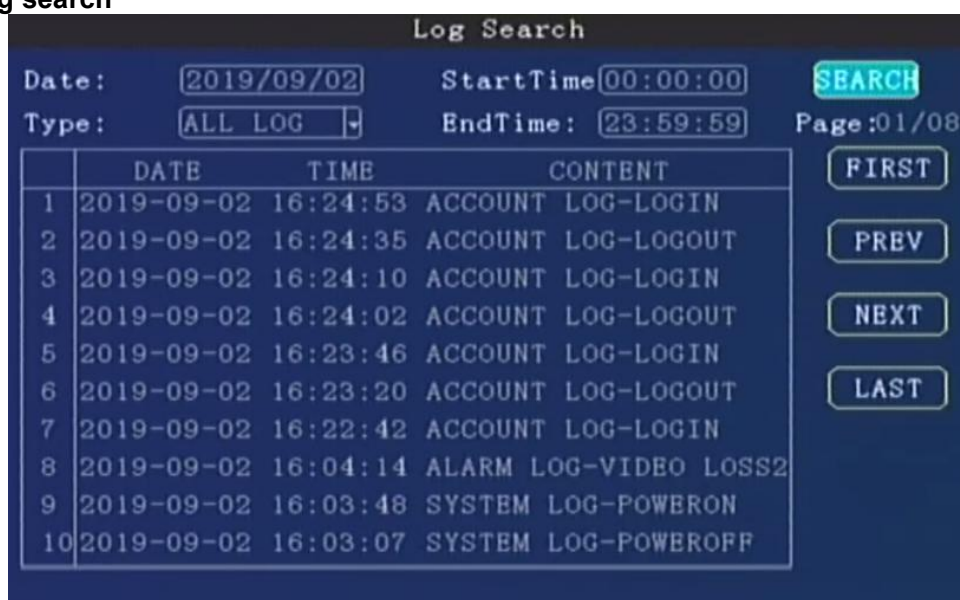 g search
Log Search
Date: 2019/09/02 StartTime 00:00:00 SEARCH
Type: ALL LOG EndTime: 23:59:59 Page:01/08
DATE TIME CONTENT FIRST
1 2019-09-02 16:24:53 ACCOUNT LOG-LOGIN
2 2019-09-02 16:24:35 ACCOUNT LOG-LOGOUT PREV
3 2019-09-02 16:24:10 ACCOUNT LOG-LOGIN
4 2019-09-02 16:24:02 ACCOUNT LOG-LOGOUT NEXT
5 2019-09-02 16:23:46 ACCOUNT LOG-LOGIN
6 2019-09-02 16:23:20 ACCOUNT LOG-LOGOUT LAST
7 2019-09-02 16:22:42 ACCOUNT LOG-LOGIN
8 2019-09-02 16:04:14 ALARM LOG-VIDEO LOSS2
9 2019-09-02 16:03:48 SYSTEM LOG-POWERON
10 2019-09-02 16:03:07 SYSTEM LOG-POWEROFF